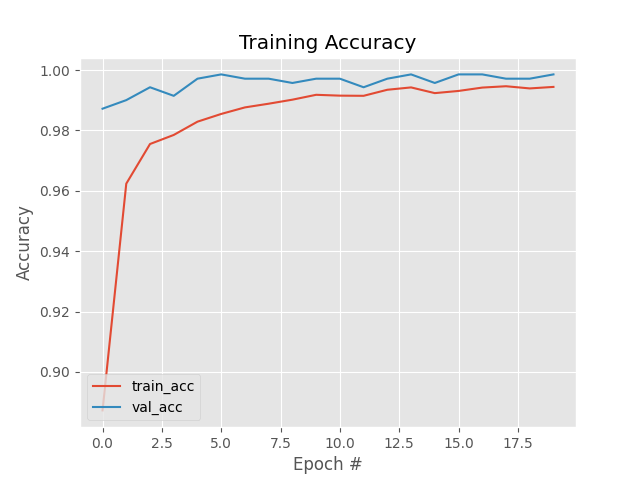 Training Accuracy
1.00
0.98
0.96
0.94
0.92
0.90
Accuracy
train_acc
val_acc
0.0 2.5 5.0 7.5 10.0 12.5 15.0 17.5
Epoch #